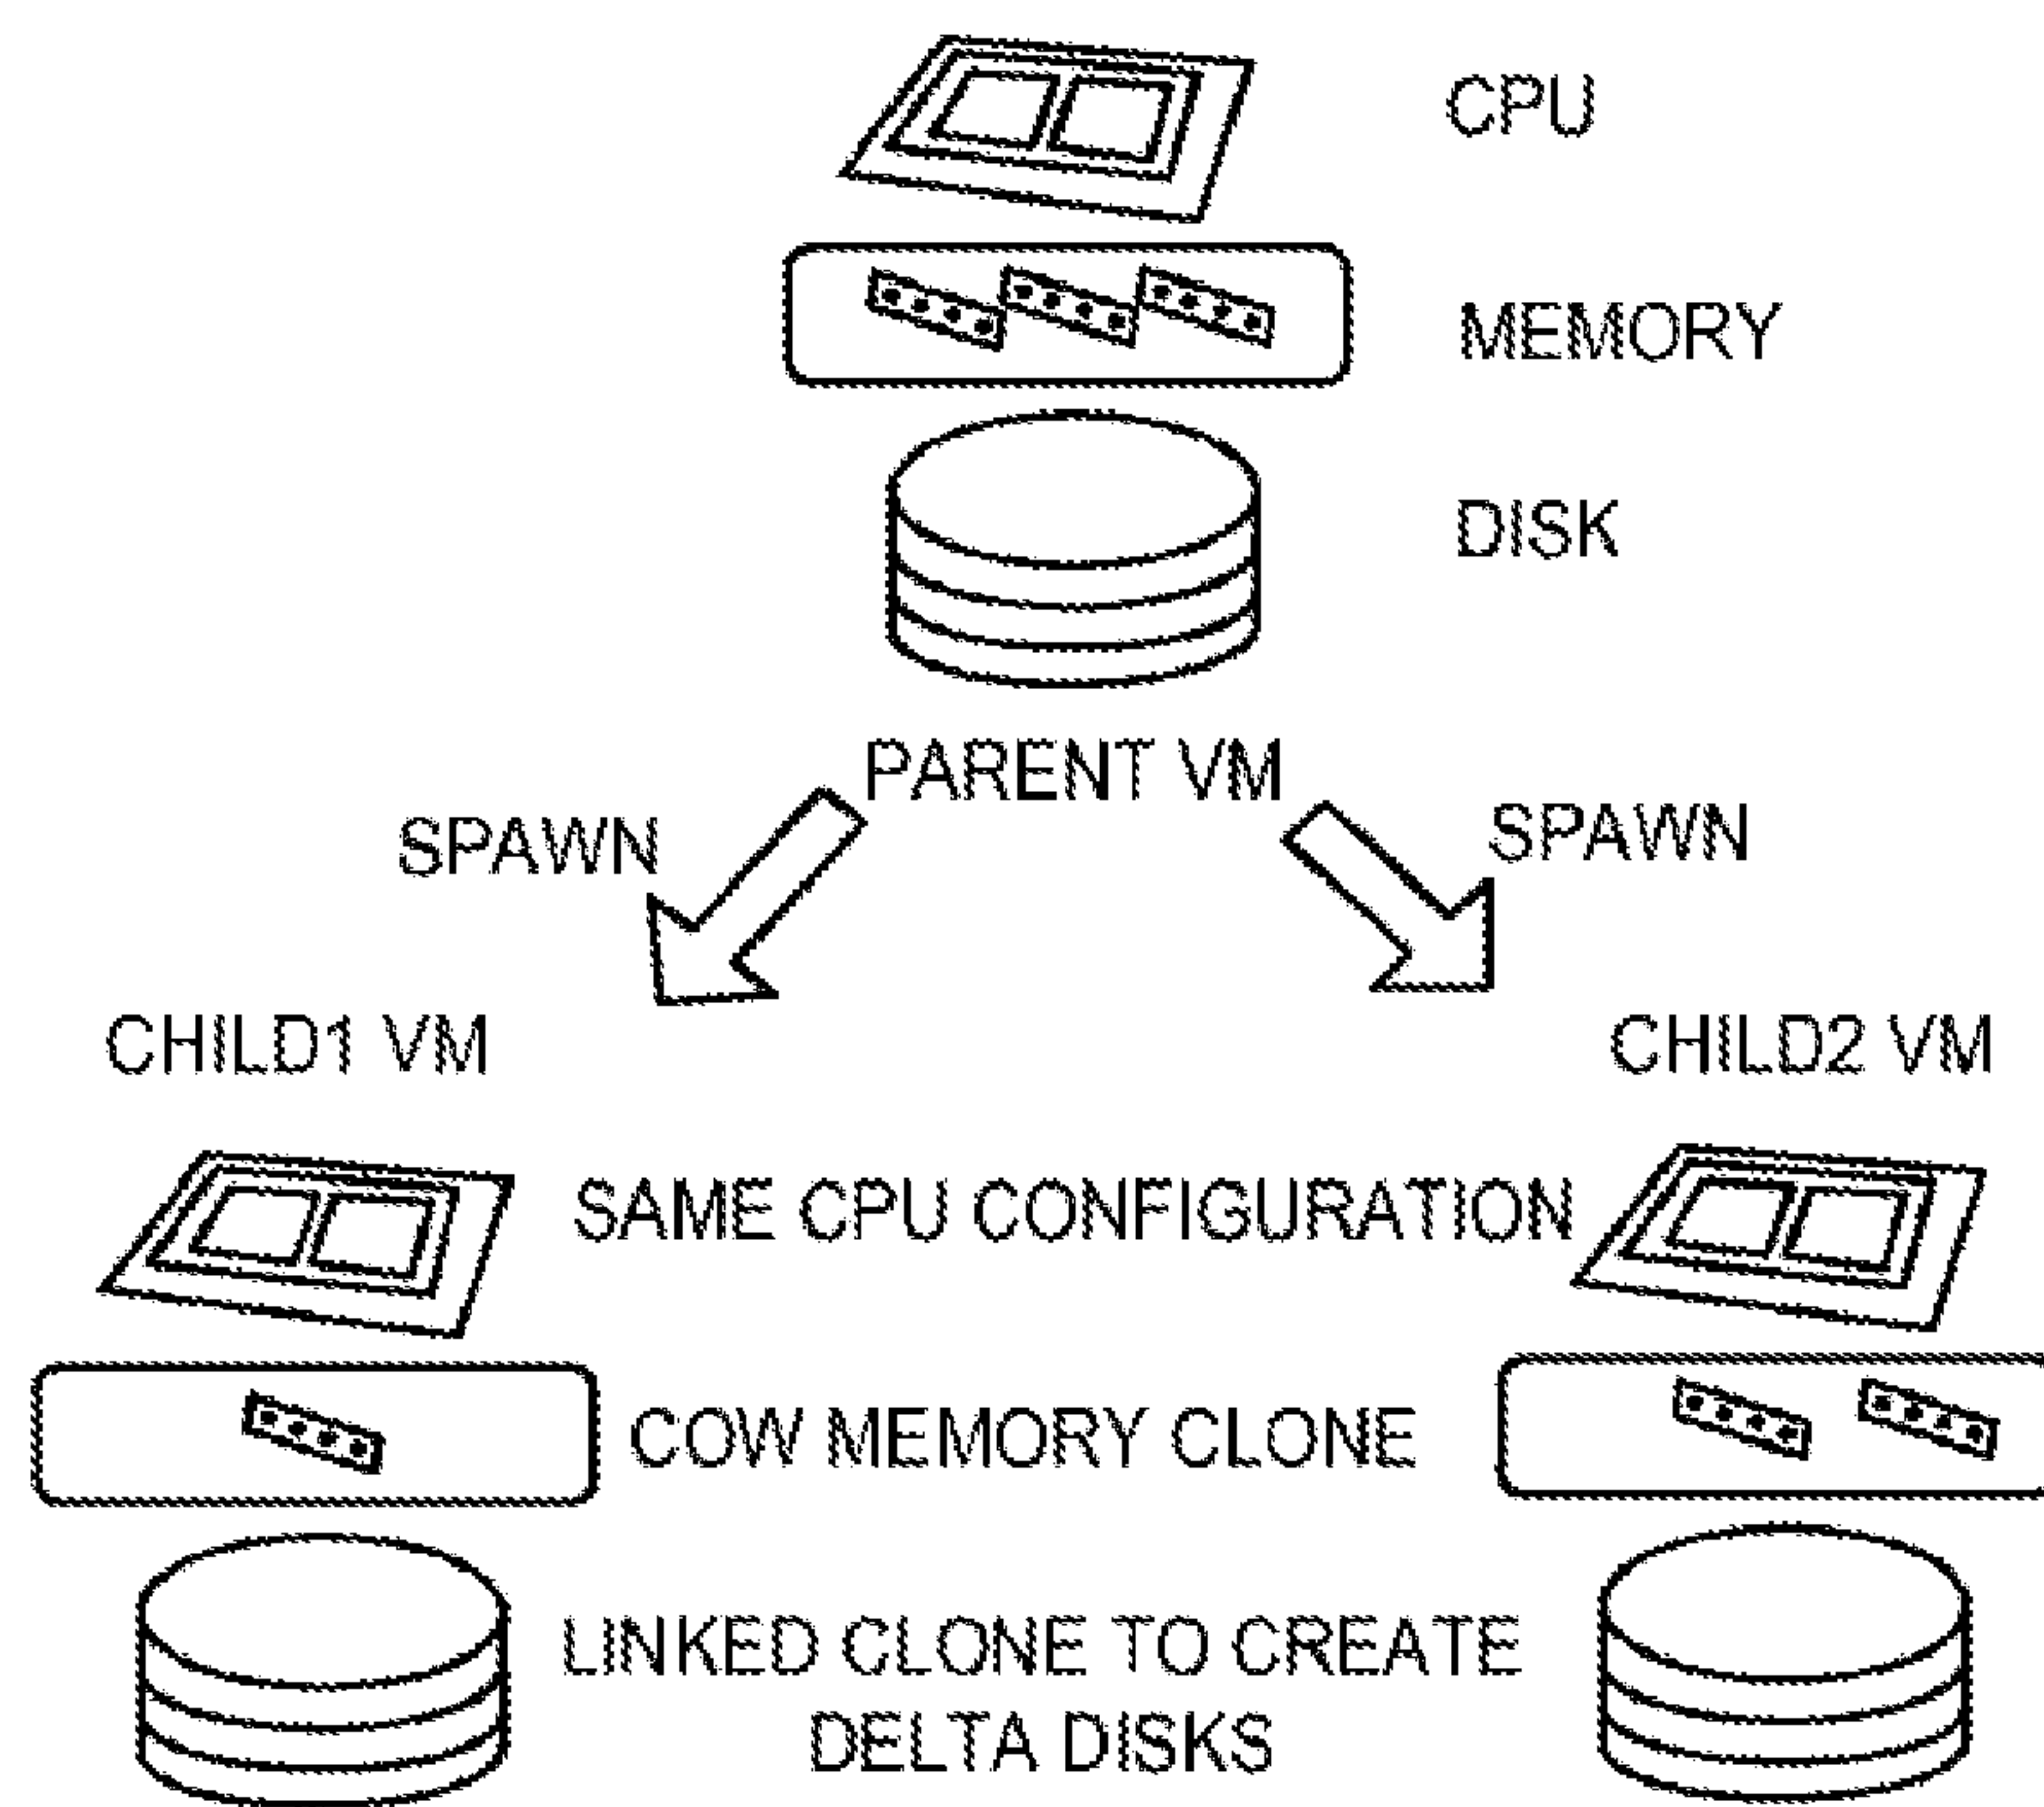 CPU
MEMORY
DISK
PARENT VM
SPAWN
SPAWN
CHILD1 VM
CHILD2 VM
SAME CPU CONFIGURATION
COW MEMORY CLONE
LINKED CLONE TO CREATE
DELTA DISKS